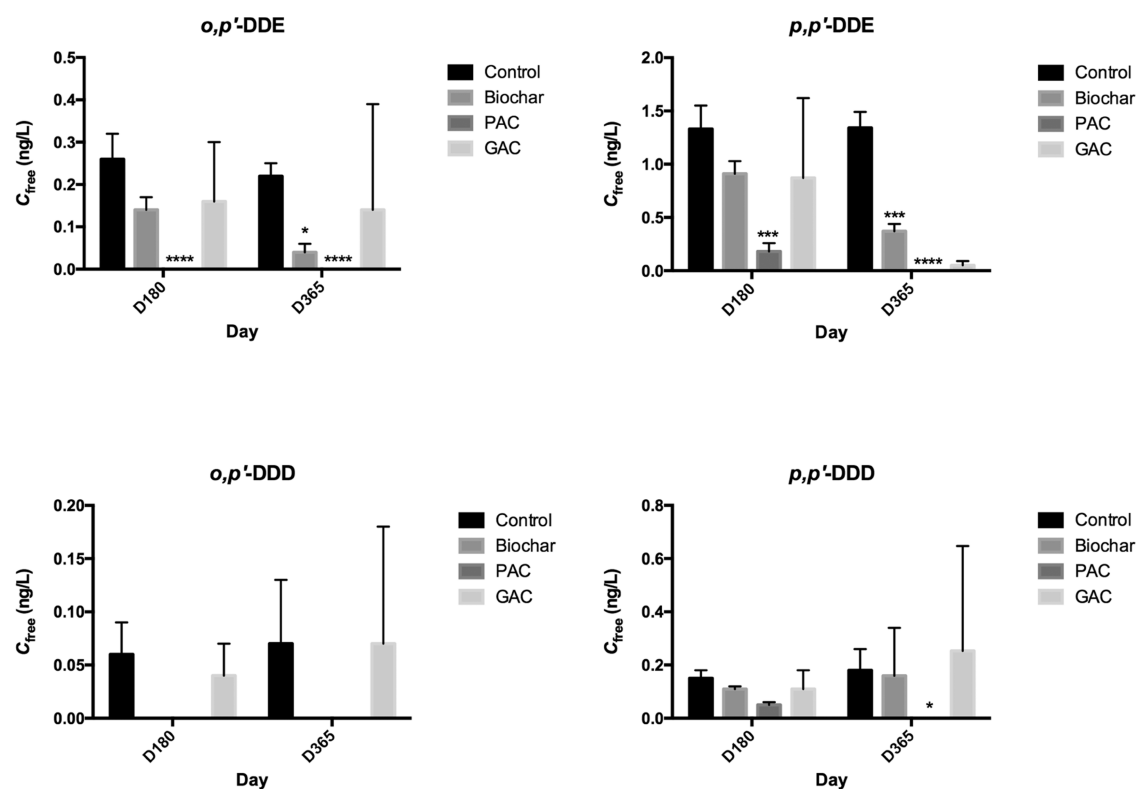 o,p'-DDE
0.5
0.4
0.3
0.2
0.1
0.0
C free (ng/L)
**** * ****
D180 D365
Day
Control
Biochar
PAC
GAC
p,p'-DDE
2.0
1.5
1.0
0.5
0.0
C free (ng/L)
*** *** ****
D180 D365
Day
Control
Biochar
PAC
GAC
o,p'-DDD
0.20
0.15
0.10
0.05
0.00
C free (ng/L)
D180 D365
Day
Control
Biochar
PAC
GAC
p,p'-DDD
0.8
0.6
0.4
0.2
0.0
C free (ng/L)
*
D180 D365
Day
Control
Biochar
PAC
GAC